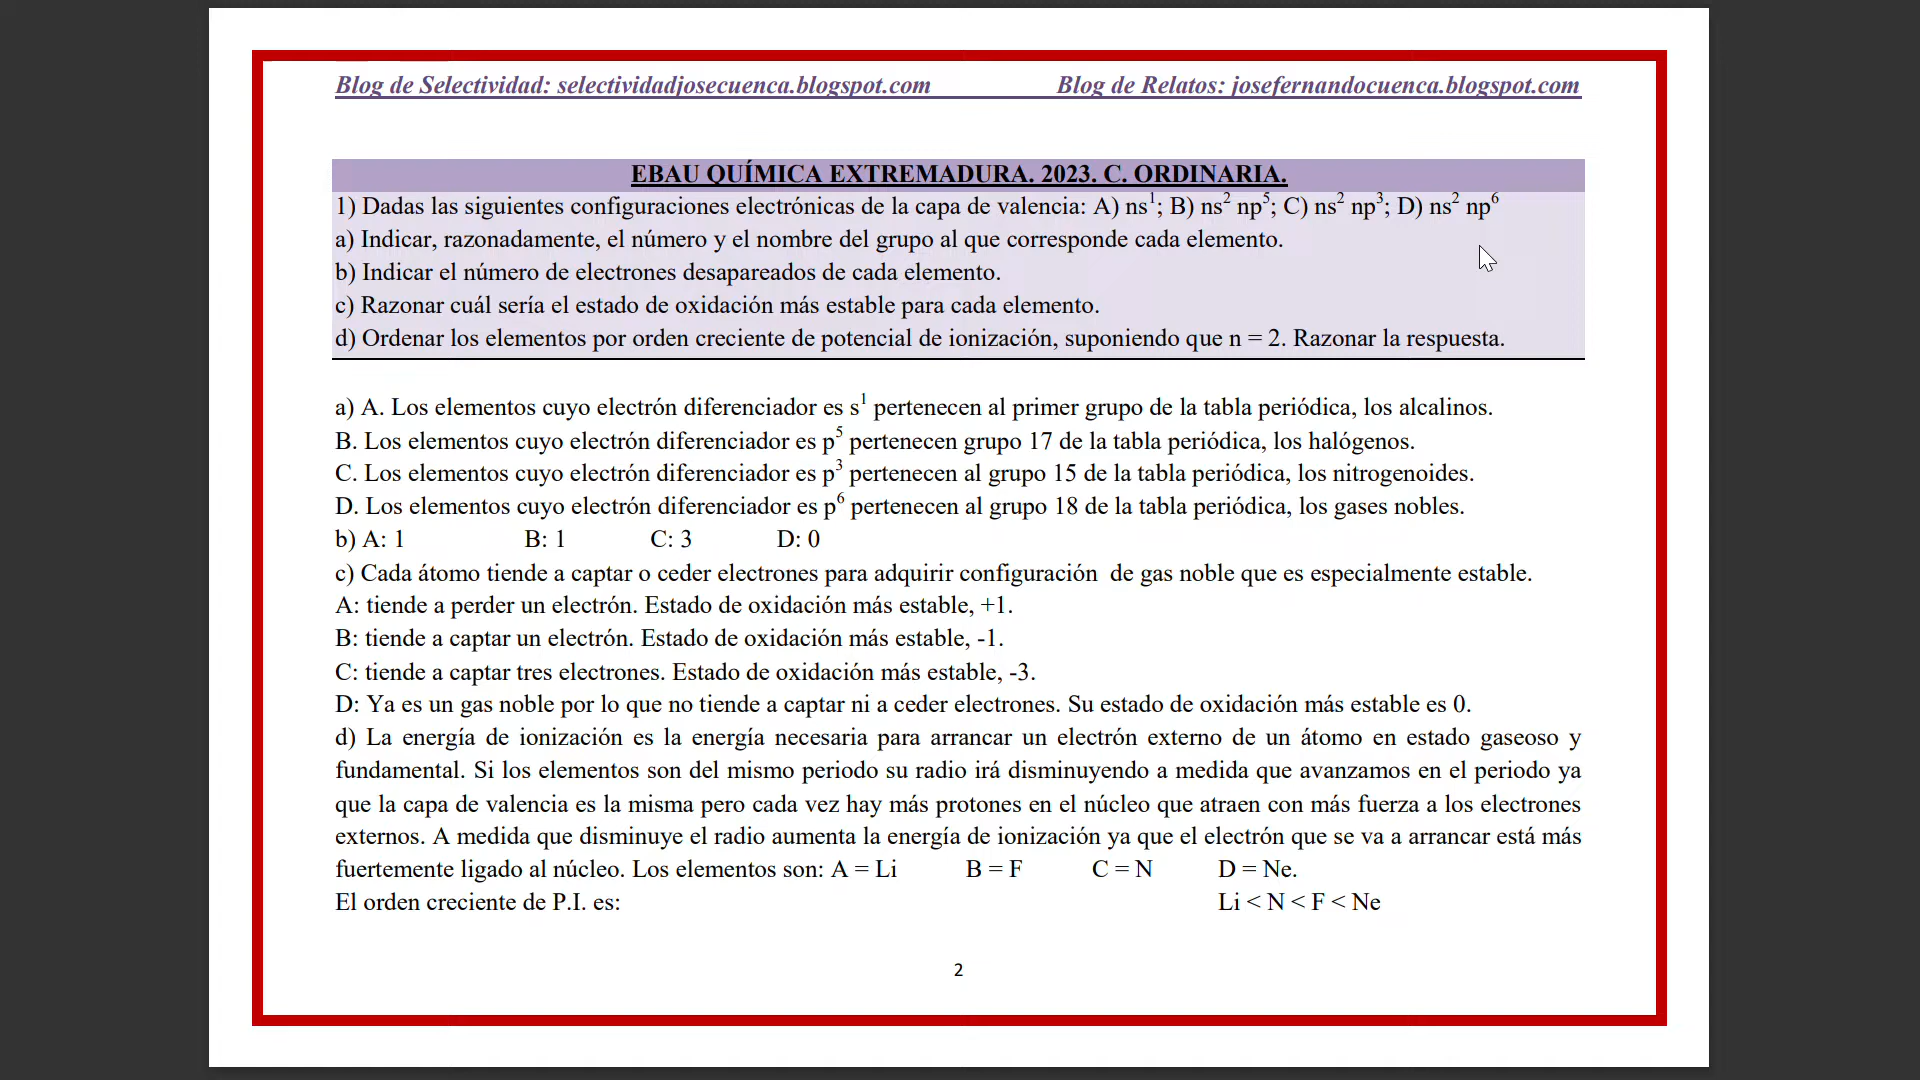 Blog de Selectividad: selectividadjosecuenca.blogspot.com Blog de Relatos: josefernandocuenca.blogspot.com
EBAU QUÍMICA EXTREMADURA. 2023. C. ORDINARIA.
1) Dadas las siguientes configuraciones electrónicas de la capa de valencia: A) ns¹; B) ns² np⁵; C) ns² np³; D) ns² np⁶
a) Indicar, razonadamente, el número y el nombre del grupo al que corresponde cada elemento.
b) Indicar el número de electrones desapareados de cada elemento.
c) Razonar cuál sería el estado de oxidación más estable para cada elemento.
d) Ordenar los elementos por orden creciente de potencial de ionización, suponiendo que n = 2. Razonar la respuesta.
a) A. Los elementos cuyo electrón diferenciador es s¹ pertenecen al primer grupo de la tabla periódica, los alcalinos.
B. Los elementos cuyo electrón diferenciador es p⁵ pertenecen grupo 17 de la tabla periódica, los halógenos.
C. Los elementos cuyo electrón diferenciador es p³ pertenecen al grupo 15 de la tabla periódica, los nitrogenoides.
D. Los elementos cuyo electrón diferenciador es p⁶ pertenecen al grupo 18 de la tabla periódica, los gases nobles.
b) A: 1 B: 1 C: 3 D: 0
c) Cada átomo tiende a captar o ceder electrones para adquirir configuración de gas noble que es especialmente estable.
A: tiende a perder un electrón. Estado de oxidación más estable, +1.
B: tiende a captar un electrón. Estado de oxidación más estable, -1.
C: tiende a captar tres electrones. Estado de oxidación más estable, -3.
D: Ya es un gas noble por lo que no tiende a captar ni a ceder electrones. Su estado de oxidación más estable es 0.
d) La energía de ionización es la energía necesaria para arrancar un electrón externo de un átomo en estado gaseoso y
fundamental. Si los elementos son del mismo periodo su radio irá disminuyendo a medida que avanzamos en el periodo ya
que la capa de valencia es la misma pero cada vez hay más protones en el núcleo que atraen con más fuerza a los electrones
externos. A medida que disminuye el radio aumenta la energía de ionización ya que el electrón que se va a arrancar está más
fuertemente ligado al núcleo. Los elementos son: A = Li B = F C = N D = Ne.
El orden creciente de P.I. es: Li < N < F < Ne
2